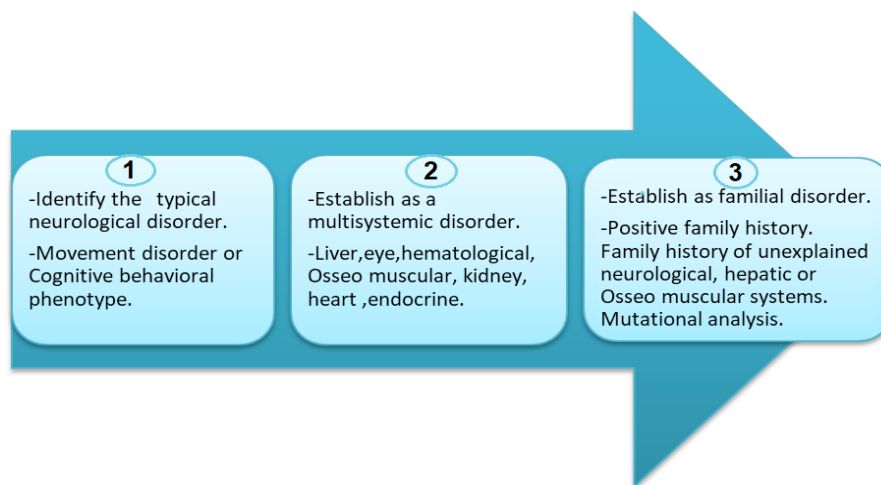 1
-Identify the typical
neurological disorder.
-Movement disorder or
Cognitive behavioral
phenotype.
2
-Establish as a
multisystemic disorder.
-Liver,eye,hematological,
Osseo muscular, kidney,
heart ,endocrine.
3
-Establish as familial disorder.
-Positive family history.
Family history of unexplained
neurological, hepatic or
Osseo muscular systems.
Mutational analysis.